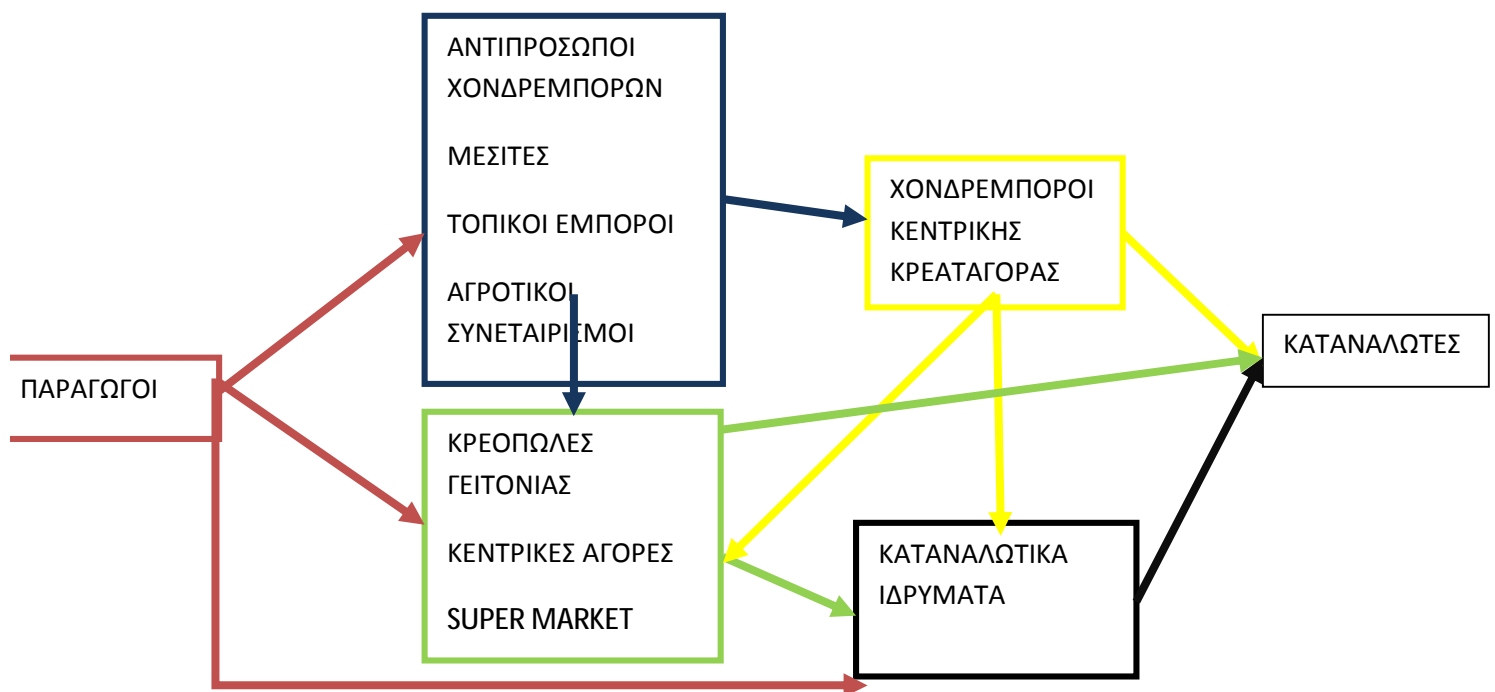 ΑΝΤΙΠΡΟΣΩΠΟΙ
ΧΟΝΔΡΕΜΠΟΡΩΝ
ΜΕΣΙΤΕΣ
ΤΟΠΙΚΟΙ ΕΜΠΟΡΟΙ
ΑΓΡΟΤΙΚΟΙ
ΣΥΝΕΤΑΙΡΙΣΜΟΙ
ΧΟΝΔΡΕΜΠΟΡΟΙ
ΚΕΝΤΡΙΚΗΣ
ΚΡΕΑΤΑΓΟΡΑΣ
ΚΑΤΑΝΑΛΩΤΕΣ
ΠΑΡΑΓΩΓΟΙ
ΚΡΕΟΠΩΛΕΣ
ΓΕΙΤΟΝΙΑΣ
ΚΕΝΤΡΙΚΕΣ ΑΓΟΡΕΣ
SUPER MARKET
ΚΑΤΑΝΑΛΩΤΙΚΑ
ΙΔΡΥΜΑΤΑ